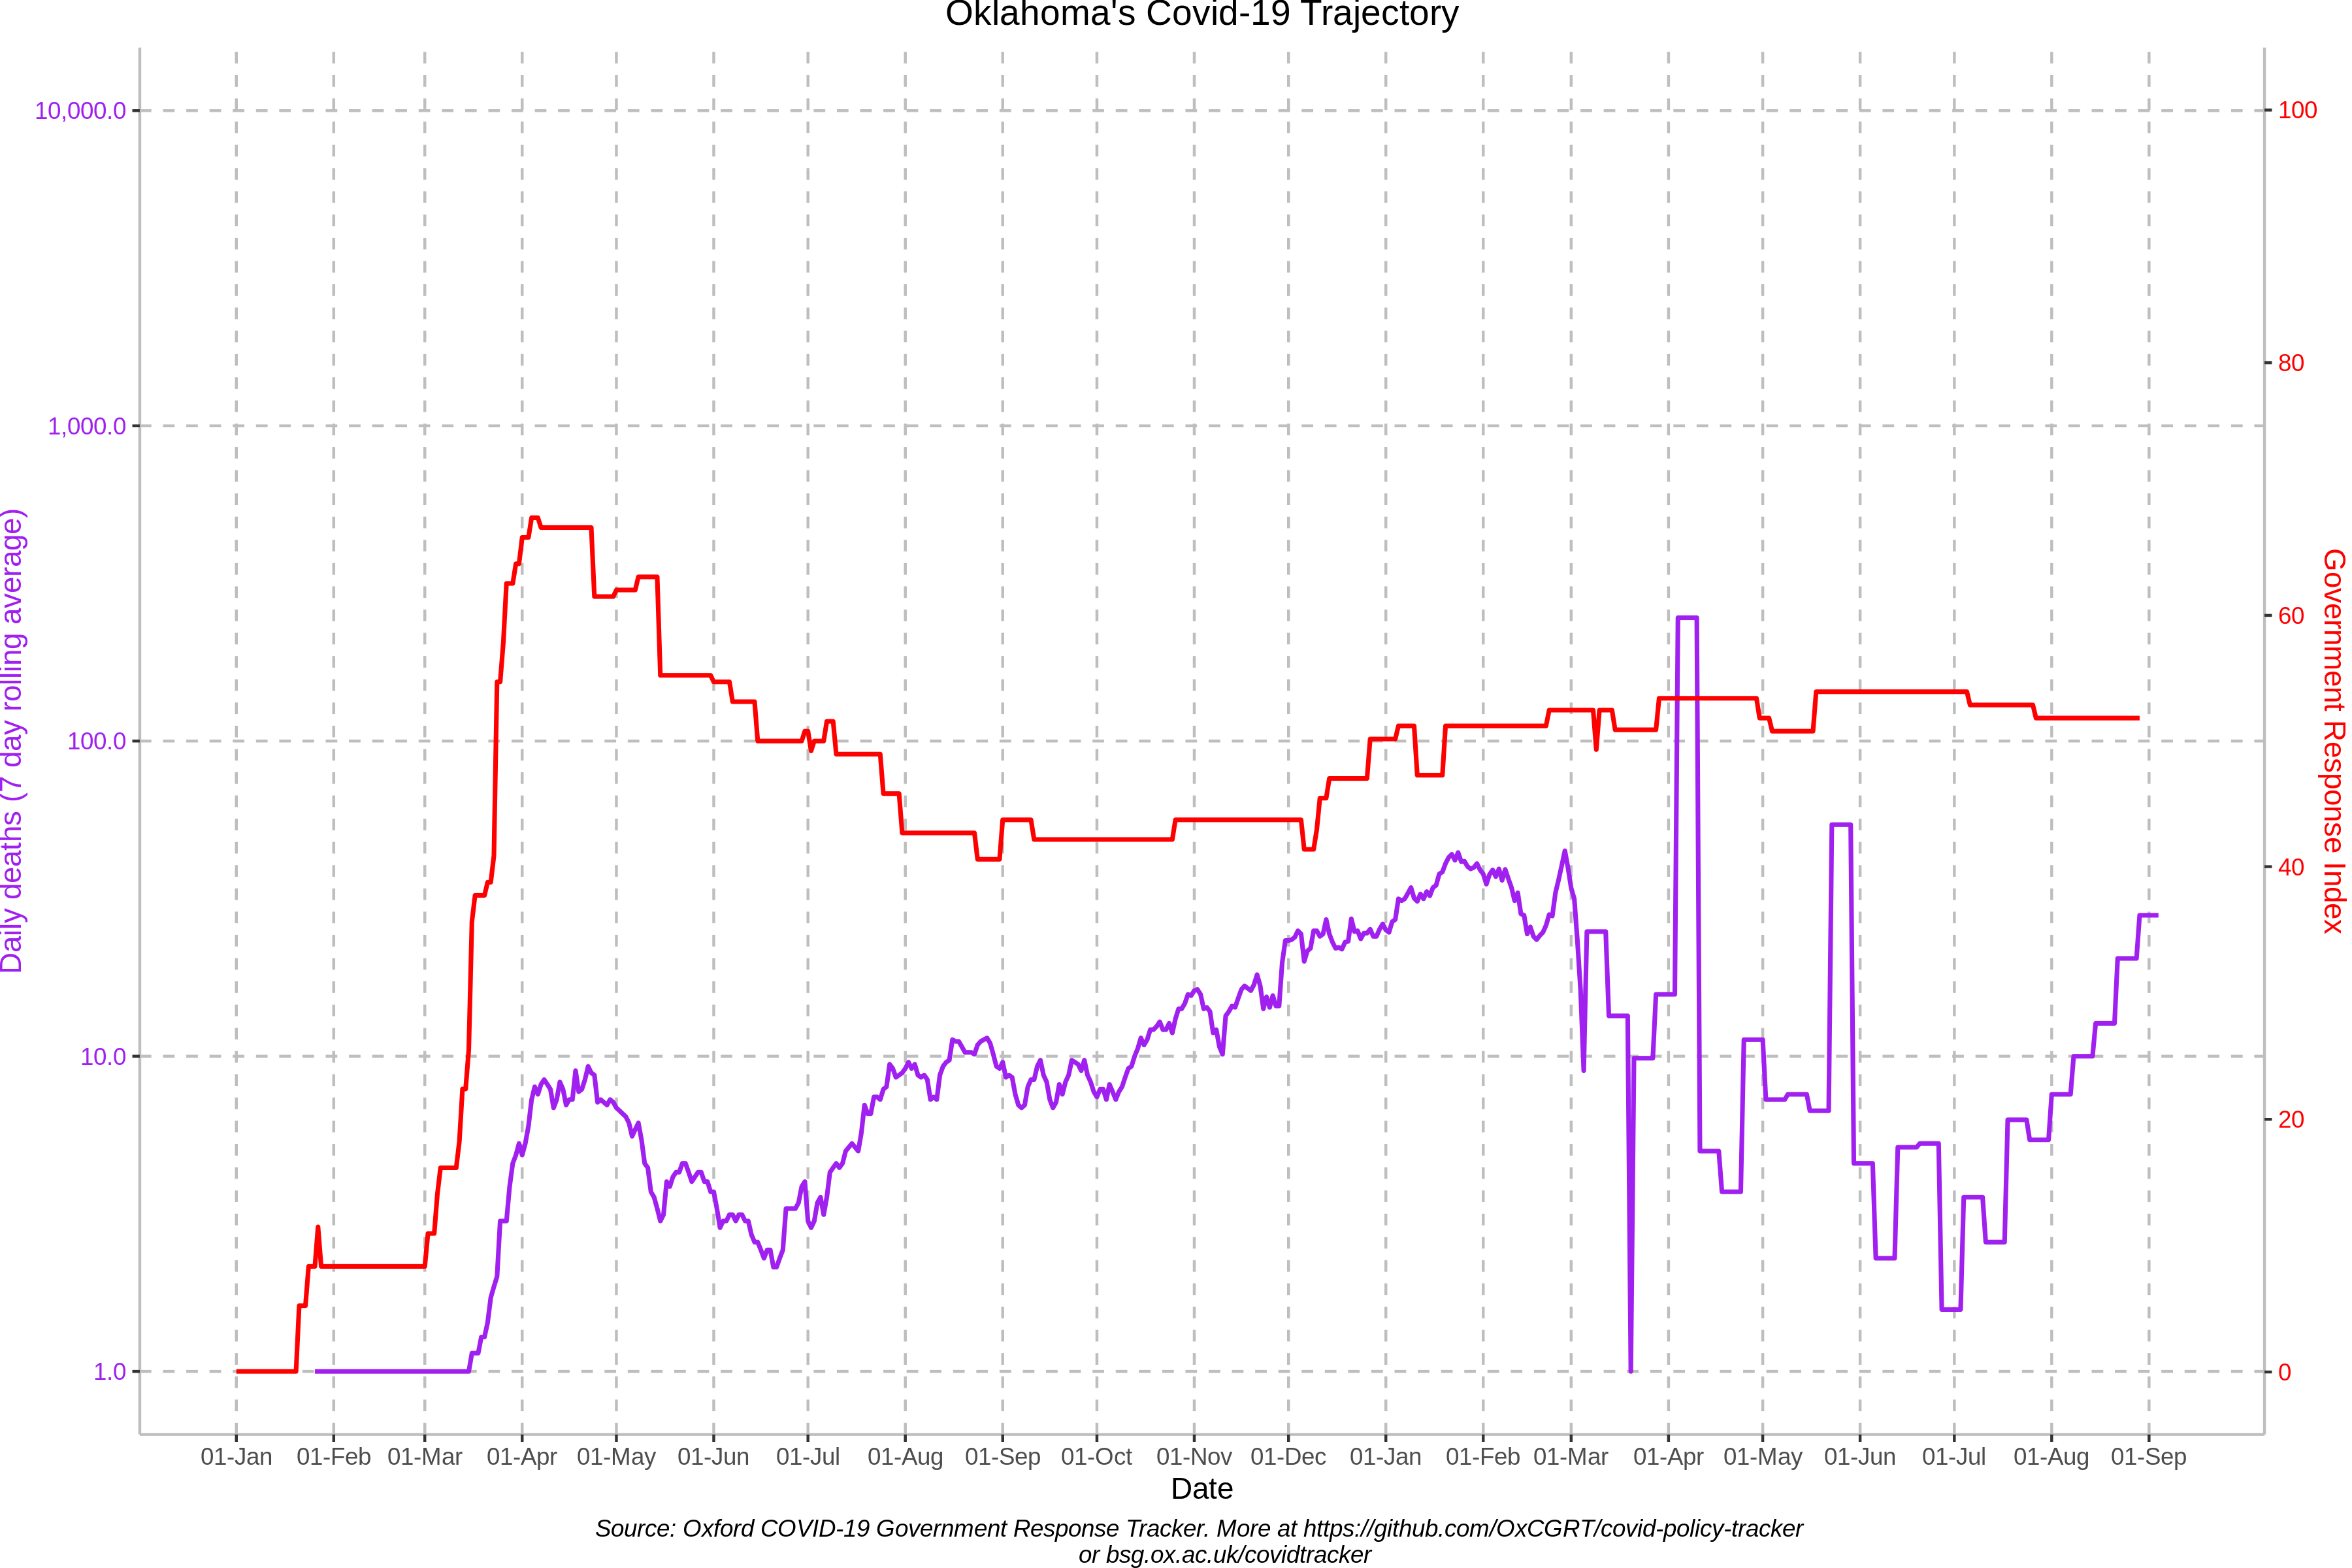 Oklahoma's Covid-19 Trajectory
10,000.0
1,000.0
100.0
10.0
1.0
Daily deaths (7 day rolling average)
100
80
60
40
20
0
Government Response Index
01-Jan 01-Feb 01-Mar 01-Apr 01-May 01-Jun 01-Jul 01-Aug 01-Sep 01-Oct 01-Nov 01-Dec 01-Jan 01-Feb 01-Mar 01-Apr 01-May 01-Jun 01-Jul 01-Aug 01-Sep
Date
Source: Oxford COVID-19 Government Response Tracker. More at https://github.com/OxCGRT/covid-policy-tracker
or bsg.ox.ac.uk/covidtracker